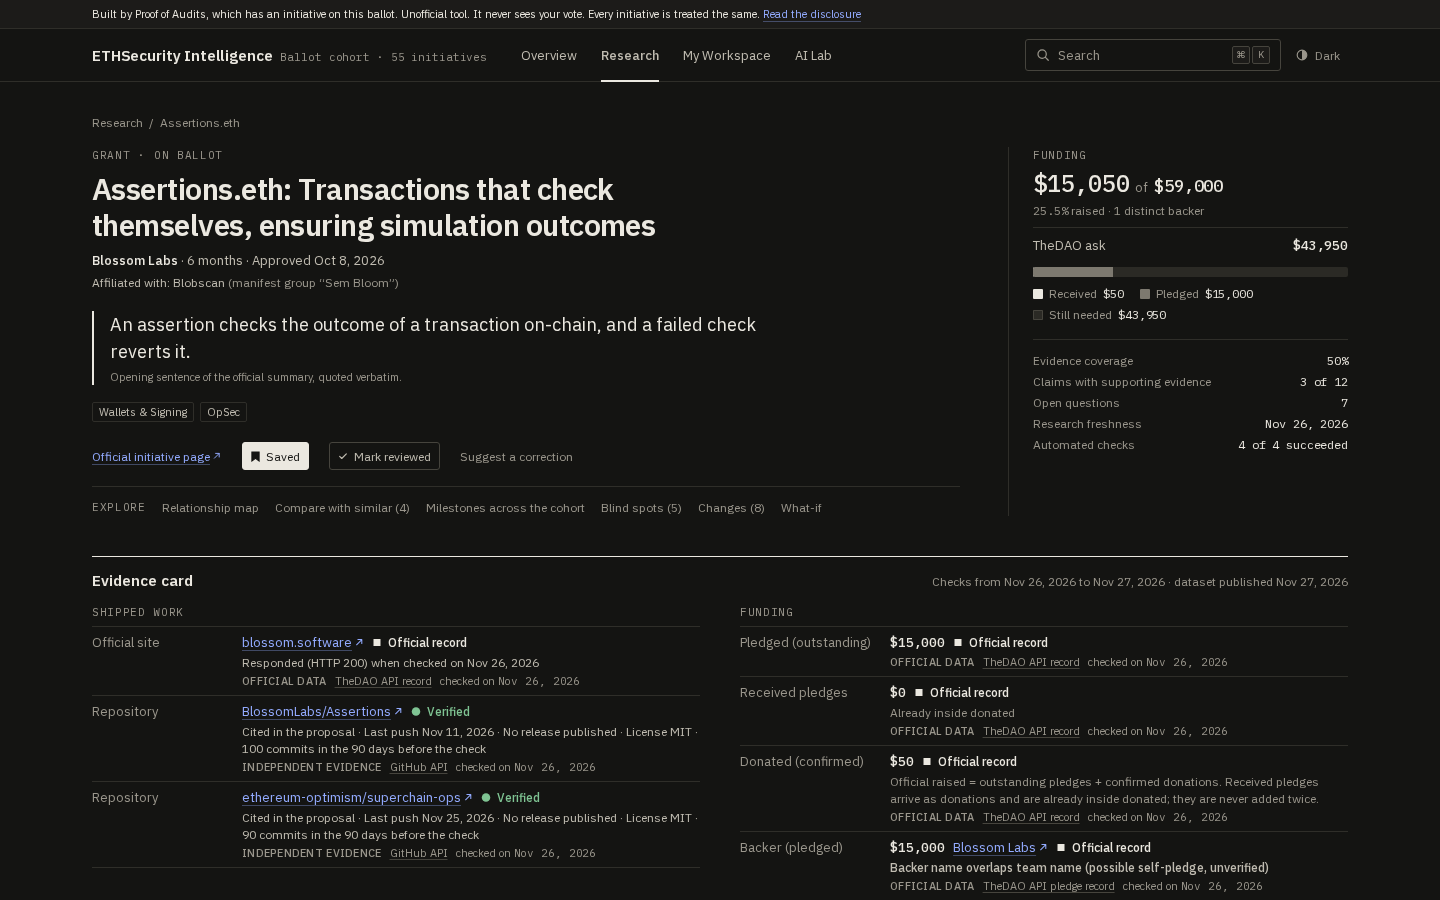 Built by Proof of Audits, which has an initiative on this ballot. Unofficial tool. It never sees your vote. Every initiative is treated the same. Read the disclosure
ETHSecurity Intelligence Ballot cohort · 55 initiatives Overview Research My Workspace AI Lab Search ⌘ K Dark
Research / Assertions.eth
GRANT · ON BALLOT
Assertions.eth: Transactions that check
themselves, ensuring simulation outcomes
Blossom Labs · 6 months · Approved Oct 8, 2026
Affiliated with: Blobscan (manifest group “Sem Bloom”)
An assertion checks the outcome of a transaction on-chain, and a failed check
reverts it.
Opening sentence of the official summary, quoted verbatim.
Wallets & Signing OpSec
Official initiative page ↗ Saved Mark reviewed Suggest a correction
EXPLORE Relationship map Compare with similar (4) Milestones across the cohort Blind spots (5) Changes (8) What-if
FUNDING
$15,050 of $59,000
25.5% raised · 1 distinct backer
TheDAO ask $43,950
Received $50 Pledged $15,000
Still needed $43,950
Evidence coverage 50%
Claims with supporting evidence 3 of 12
Open questions 7
Research freshness Nov 26, 2026
Automated checks 4 of 4 succeeded
Evidence card Checks from Nov 26, 2026 to Nov 27, 2026 · dataset published Nov 27, 2026
SHIPPED WORK
Official site blossom.software ↗ ■ Official record
Responded (HTTP 200) when checked on Nov 26, 2026
OFFICIAL DATA TheDAO API record checked on Nov 26, 2026
Repository BlossomLabs/Assertions ↗ ● Verified
Cited in the proposal · Last push Nov 11, 2026 · No release published · License MIT ·
100 commits in the 90 days before the check
INDEPENDENT EVIDENCE GitHub API checked on Nov 26, 2026
Repository ethereum-optimism/superchain-ops ↗ ● Verified
Cited in the proposal · Last push Nov 25, 2026 · No release published · License MIT ·
90 commits in the 90 days before the check
INDEPENDENT EVIDENCE GitHub API checked on Nov 26, 2026
FUNDING
Pledged (outstanding) $15,000 ■ Official record
OFFICIAL DATA TheDAO API record checked on Nov 26, 2026
Received pledges $0 ■ Official record
Already inside donated
OFFICIAL DATA TheDAO API record checked on Nov 26, 2026
Donated (confirmed) $50 ■ Official record
Official raised = outstanding pledges + confirmed donations. Received pledges
arrive as donations and are already inside donated; they are never added twice.
OFFICIAL DATA TheDAO API record checked on Nov 26, 2026
Backer (pledged) $15,000 Blossom Labs ↗ ■ Official record
Backer name overlaps team name (possible self-pledge, unverified)
OFFICIAL DATA TheDAO API pledge record checked on Nov 26, 2026